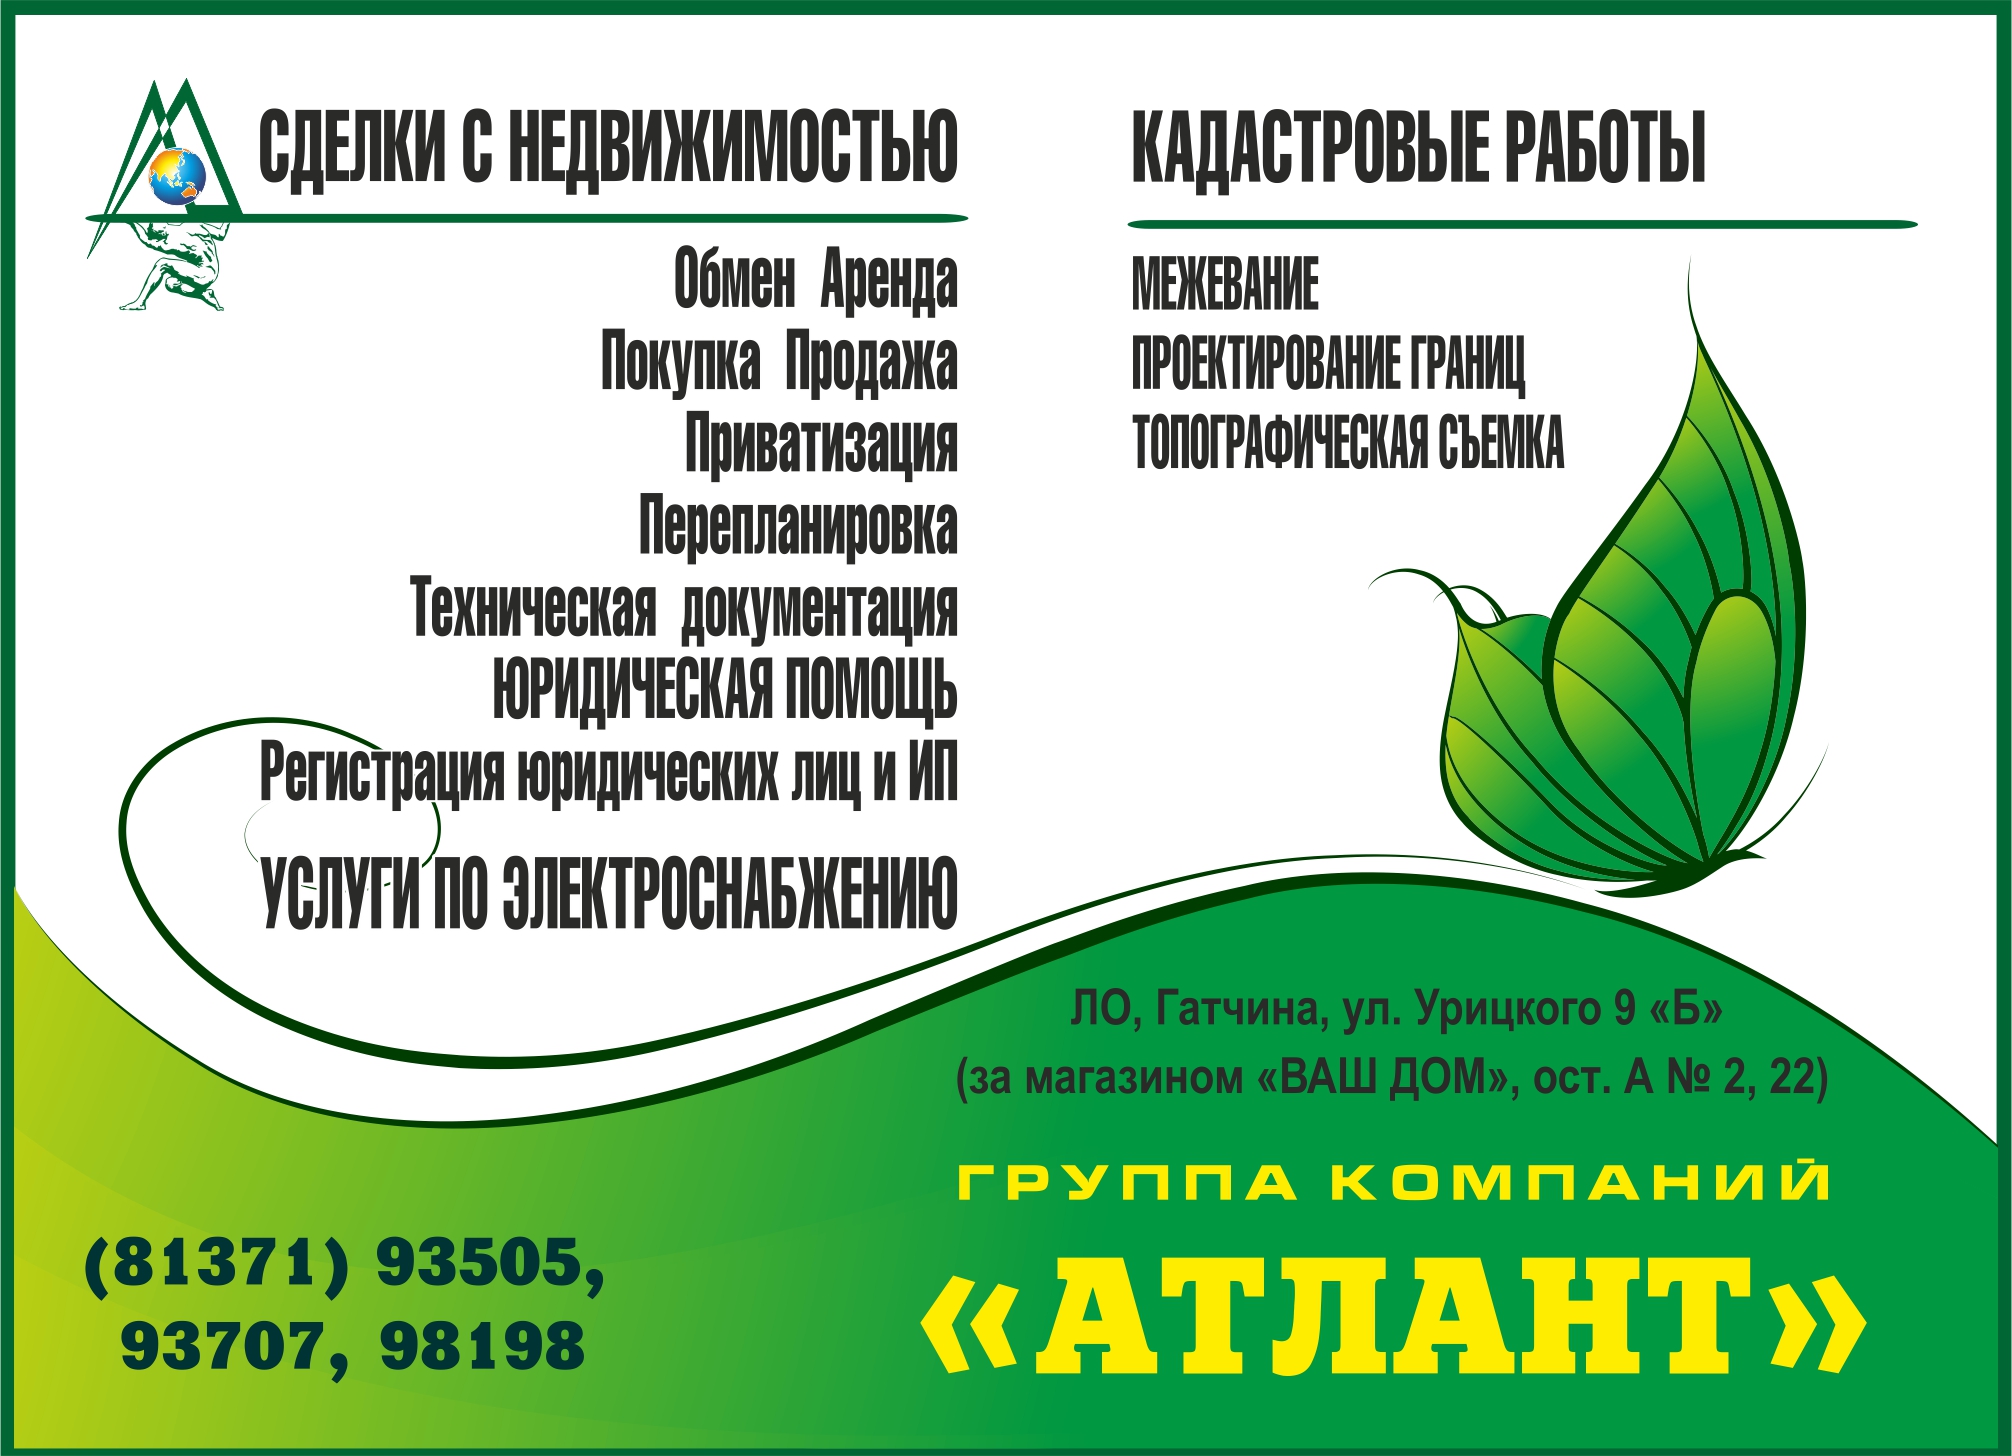 СДЕЛКИ С НЕДВИЖИМОСТЬЮ
Обмен Аренда
Покупка Продажа
Приватизация
Перепланировка
Техническая документация
ЮРИДИЧЕСКАЯ ПОМОЩЬ
Регистрация юридических лиц и ИП
УСЛУГИ ПО ЭЛЕКТРОСНАБЖЕНИЮ
КАДАСТРОВЫЕ РАБОТЫ
МЕЖЕВАНИЕ
ПРОЕКТИРОВАНИЕ ГРАНИЦ
ТОПОГРАФИЧЕСКАЯ СЪЕМКА
ЛО, Гатчина, ул. Урицкого 9 «Б»
(за магазином «ВАШ ДОМ», ост. А № 2, 22)
ГРУППА КОМПАНИЙ
«АТЛАНТ»
(81371) 93505,
93707, 98198